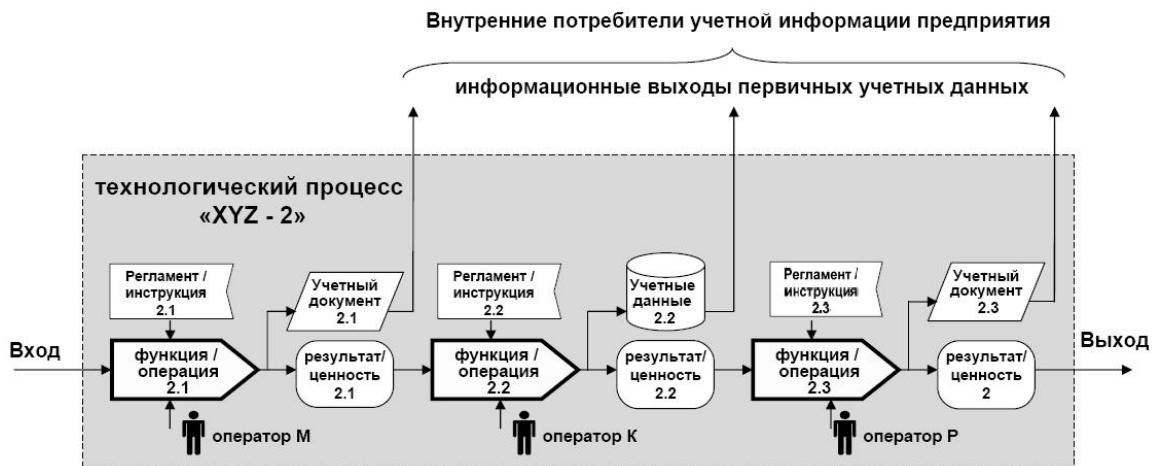 Внутренние потребители учетной информации предприятия
информационные выходы первичных учетных данных
технологический процесс
«XYZ - 2»
Регламент /
инструкция
2.1
Учетный
документ
2.1
Регламент /
инструкция
2.2
Учетные
данные
2.2
Регламент /
инструкция
2.3
Учетный
документ
2.3
Вход
функция /
операция
2.1
результат/
ценность
2.1
функция /
операция
2.2
результат/
ценность
2.2
функция /
операция
2.3
результат/
ценность
2
Выход
оператор М
оператор К
оператор Р